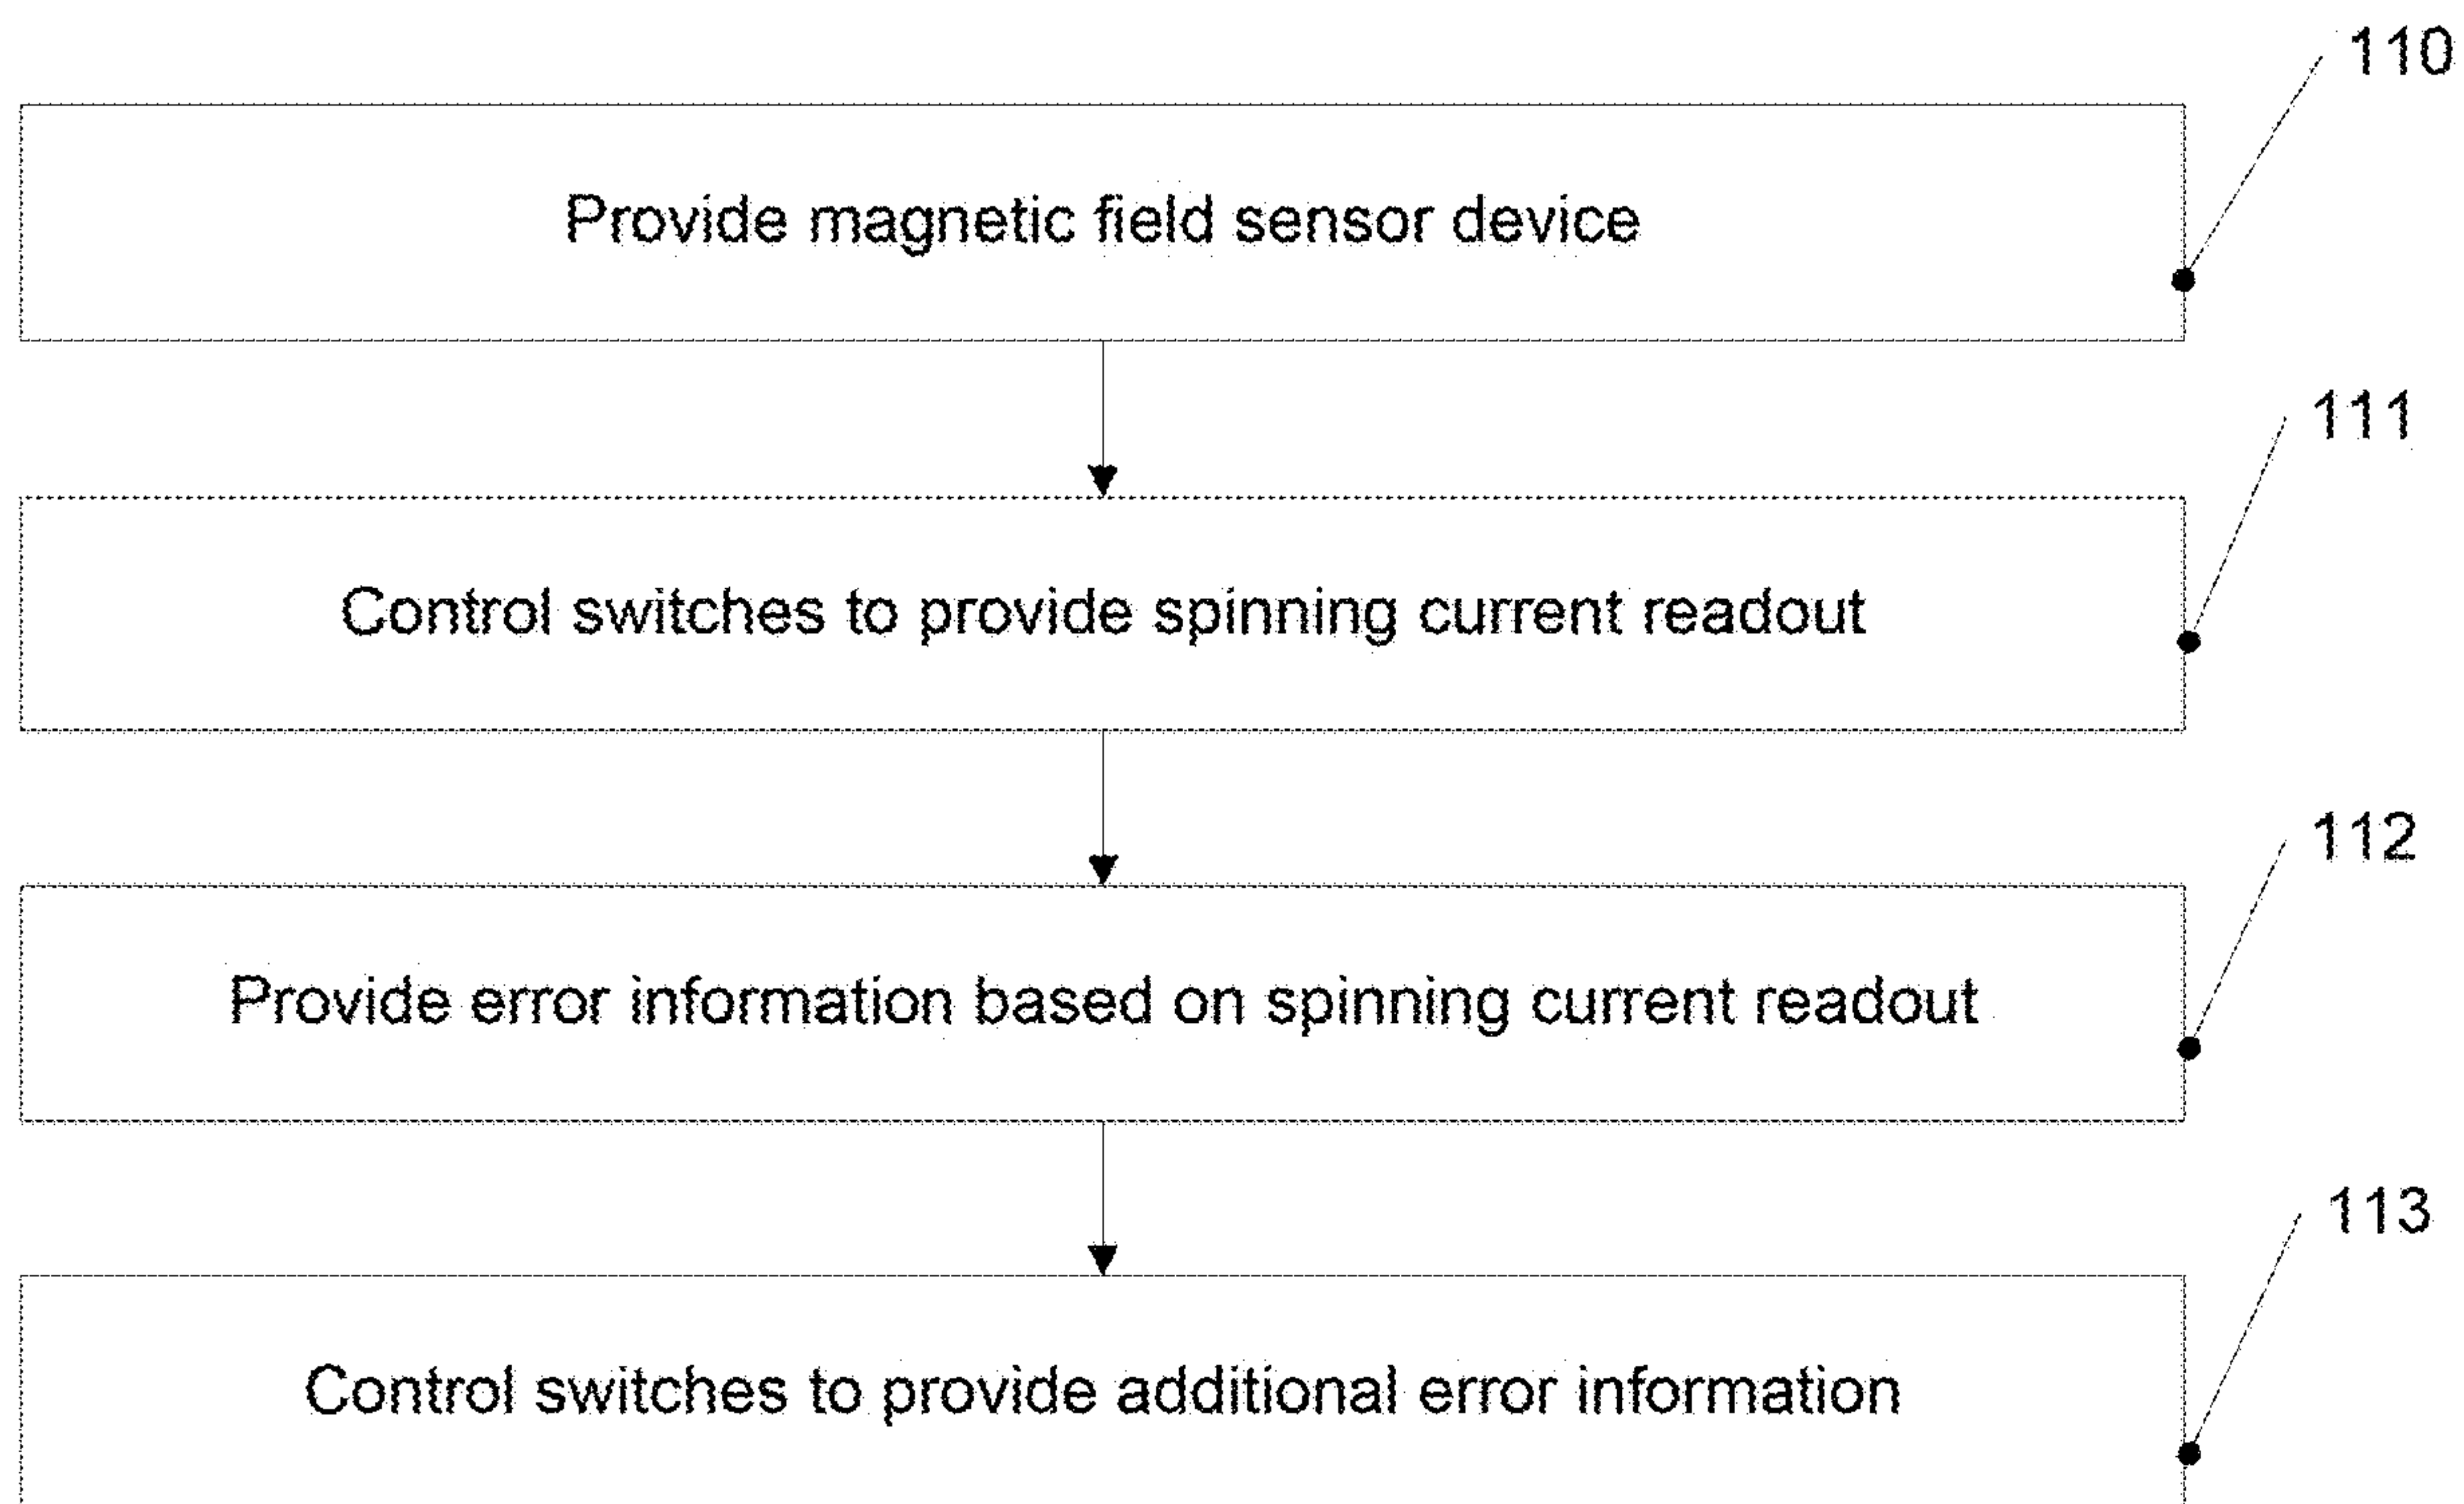 110
Provide magnetic field sensor device
111
Control switches to provide spinning current readout
112
Provide error information based on spinning current readout
113
Control switches to provide additional error information